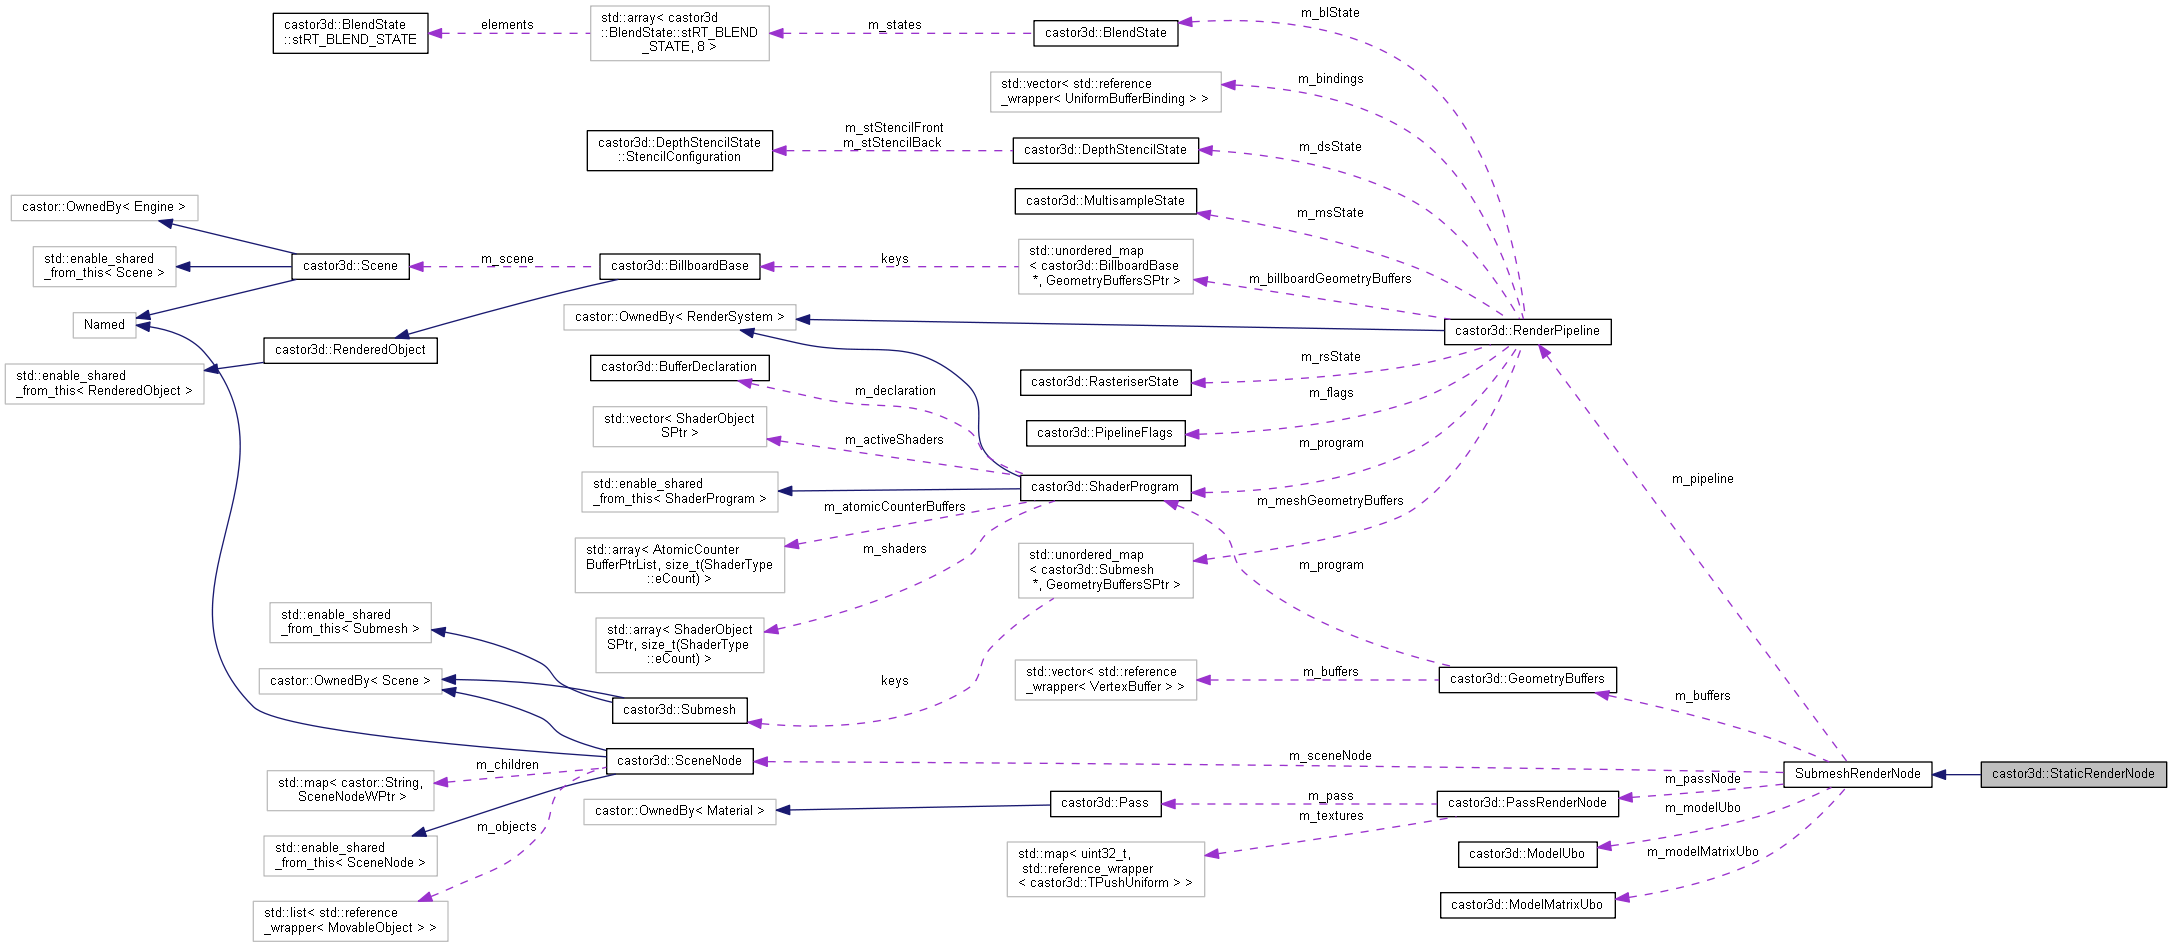 castor3d::BlendState
::stRT_BLEND_STATE
elements
std::array< castor3d
::BlendState::stRT_BLEND
_STATE, 8 >
m_states
castor3d::BlendState
m_blState
std::vector< std::reference
_wrapper< UniformBufferBinding > >
m_bindings
castor3d::DepthStencilState
::StencilConfiguration
m_stStencilFront
m_stStencilBack
castor3d::DepthStencilState
m_dsState
castor3d::MultisampleState
m_msState
castor::OwnedBy< Engine >
std::enable_shared
_from_this< Scene >
castor3d::Scene
m_scene
castor3d::BillboardBase
keys
std::unordered_map
< castor3d::BillboardBase
*, GeometryBuffersSPtr >
m_billboardGeometryBuffers
Named
castor::OwnedBy< RenderSystem >
castor3d::RenderPipeline
castor3d::RenderedObject
std::enable_shared
_from_this< RenderedObject >
castor3d::BufferDeclaration
m_declaration
castor3d::RasteriserState
m_rsState
m_flags
std::vector< ShaderObject
SPtr >
m_activeShaders
castor3d::PipelineFlags
m_program
std::enable_shared
_from_this< ShaderProgram >
castor3d::ShaderProgram
m_pipeline
m_meshGeometryBuffers
m_atomicCounterBuffers
std::array< AtomicCounter
BufferPtrList, size_t(ShaderType
::eCount) >
m_shaders
std::unordered_map
< castor3d::Submesh
*, GeometryBuffersSPtr >
m_program
std::enable_shared
_from_this< Submesh >
std::array< ShaderObject
SPtr, size_t(ShaderType
::eCount) >
castor::OwnedBy< Scene >
keys
std::vector< std::reference
_wrapper< VertexBuffer > >
m_buffers
castor3d::GeometryBuffers
m_buffers
castor3d::Submesh
castor3d::SceneNode
m_sceneNode
m_children
std::map< castor::String,
SceneNodeWPtr >
SubmeshRenderNode
castor3d::StaticRenderNode
m_passNode
castor::OwnedBy< Material >
castor3d::Pass
m_pass
m_textures
castor3d::PassRenderNode
m_modelUbo
m_objects
std::enable_shared
_from_this< SceneNode >
std::map< uint32_t,
std::reference_wrapper
< castor3d::TPushUniform > >
castor3d::ModelUbo
m_modelMatrixUbo
std::list< std::reference
_wrapper< MovableObject > >
castor3d::ModelMatrixUbo